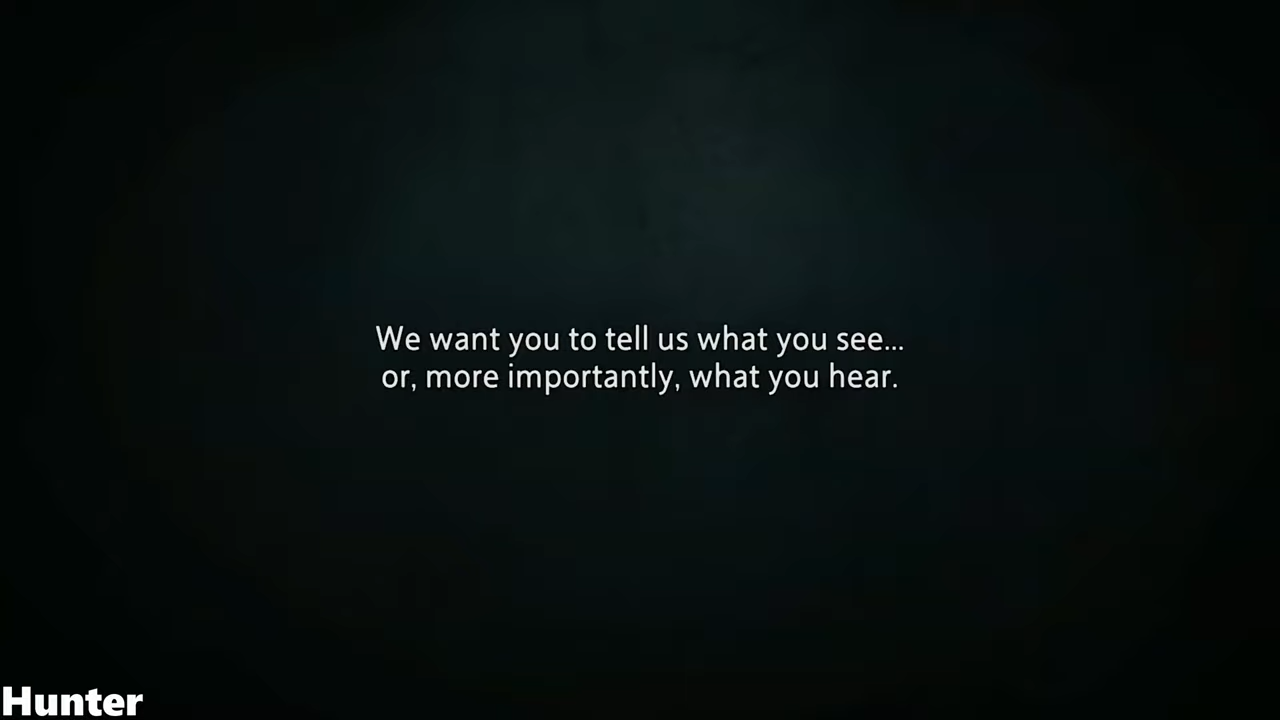 We want you to tell us what you see...
or, more importantly, what you hear.
Hunter